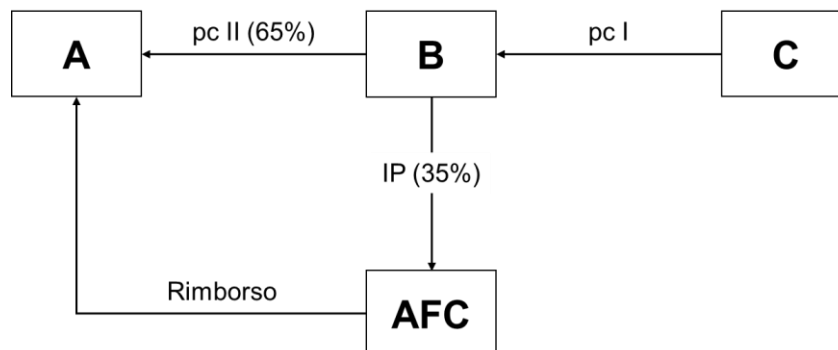 pc II (65%)
pc I
A
B
C
IP (35%)
Rimborso
AFC